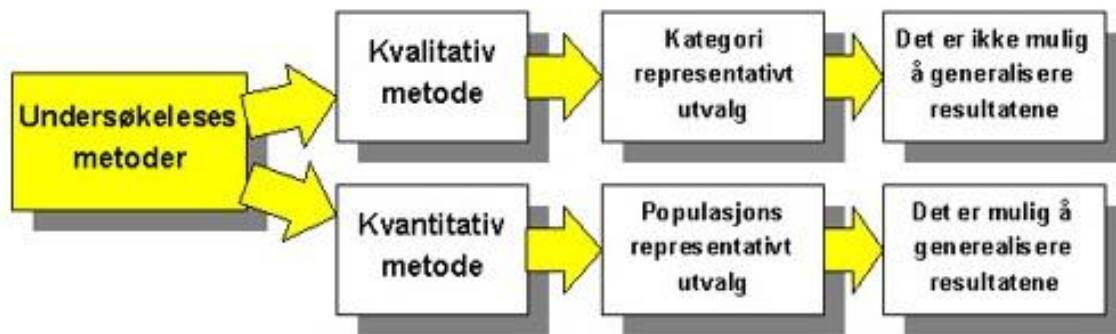 Undersøkeleses
metoder
Kvalitativ
metode
Kategori
representativt
utvalg
Det er ikke mulig
å generalisere
resultatene
Kvantitativ
metode
Populasjons
representativt
utvalg
Det er mulig å
generealisere
resultatene